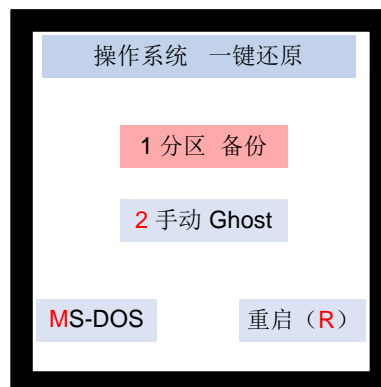 操作系统 一键还原
1 分区 备份
2 手动 Ghost
MS-DOS
重启（R）